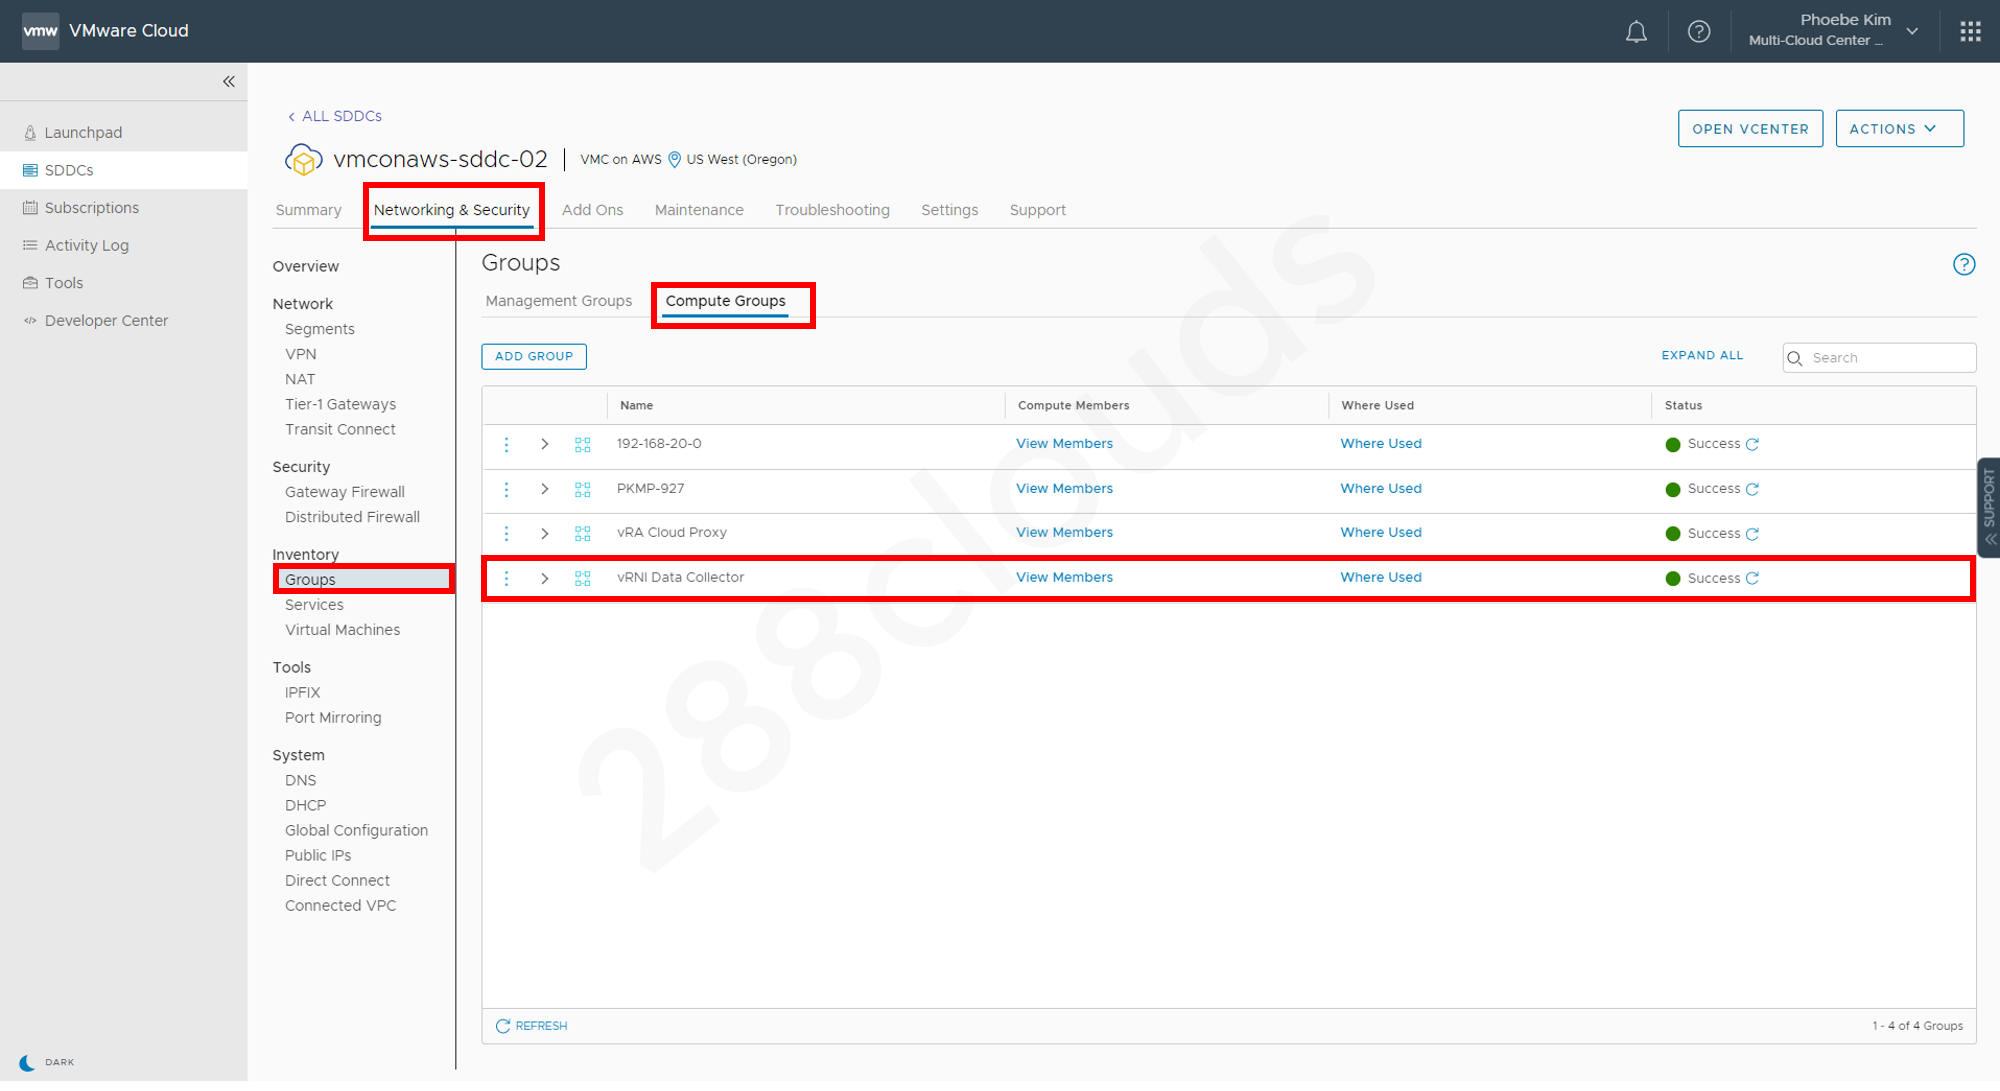 vmw VMware Cloud
Phoebe Kim
Multi-Cloud Center ...
Launchpad
SDDCs
Subscriptions
Activity Log
Tools
Developer Center
DARK
ALL SDDCs
vmconaws-sddc-02 | VMC on AWS US West (Oregon)
OPEN VCENTER
ACTIONS
Summary Networking & Security Add Ons Maintenance Troubleshooting Settings Support
Overview
Network
Segments
VPN
NAT
Tier-1 Gateways
Transit Connect
Security
Gateway Firewall
Distributed Firewall
Inventory
Groups
Services
Virtual Machines
Tools
IPFIX
Port Mirroring
System
DNS
DHCP
Global Configuration
Public IPs
Direct Connect
Connected VPC
Groups
Management Groups Compute Groups
ADD GROUP
EXPAND ALL
Search
Name Compute Members Where Used Status
192-168-20-0 View Members Where Used Success
PKMP-927 View Members Where Used Success
vRA Cloud Proxy View Members Where Used Success
vRNI Data Collector View Members Where Used Success
REFRESH
1 - 4 of 4 Groups
SUPPORT
288clouds